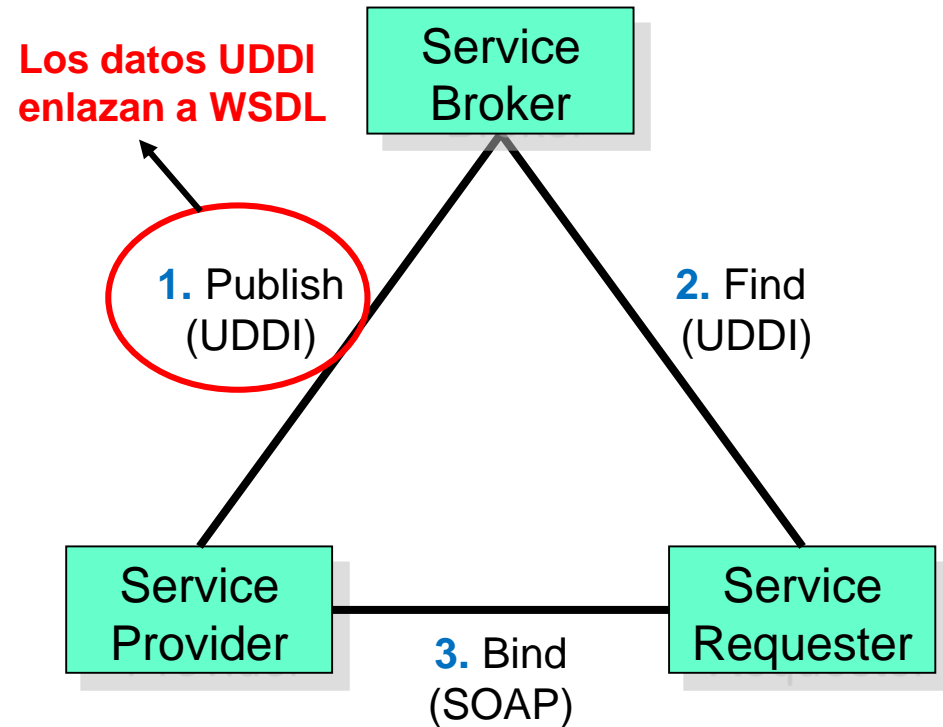 Los datos UDDI
enlazan a WSDL
Service
Broker
1. Publish
(UDDI)
2. Find
(UDDI)
Service
Provider
3. Bind
(SOAP)
Service
Requester